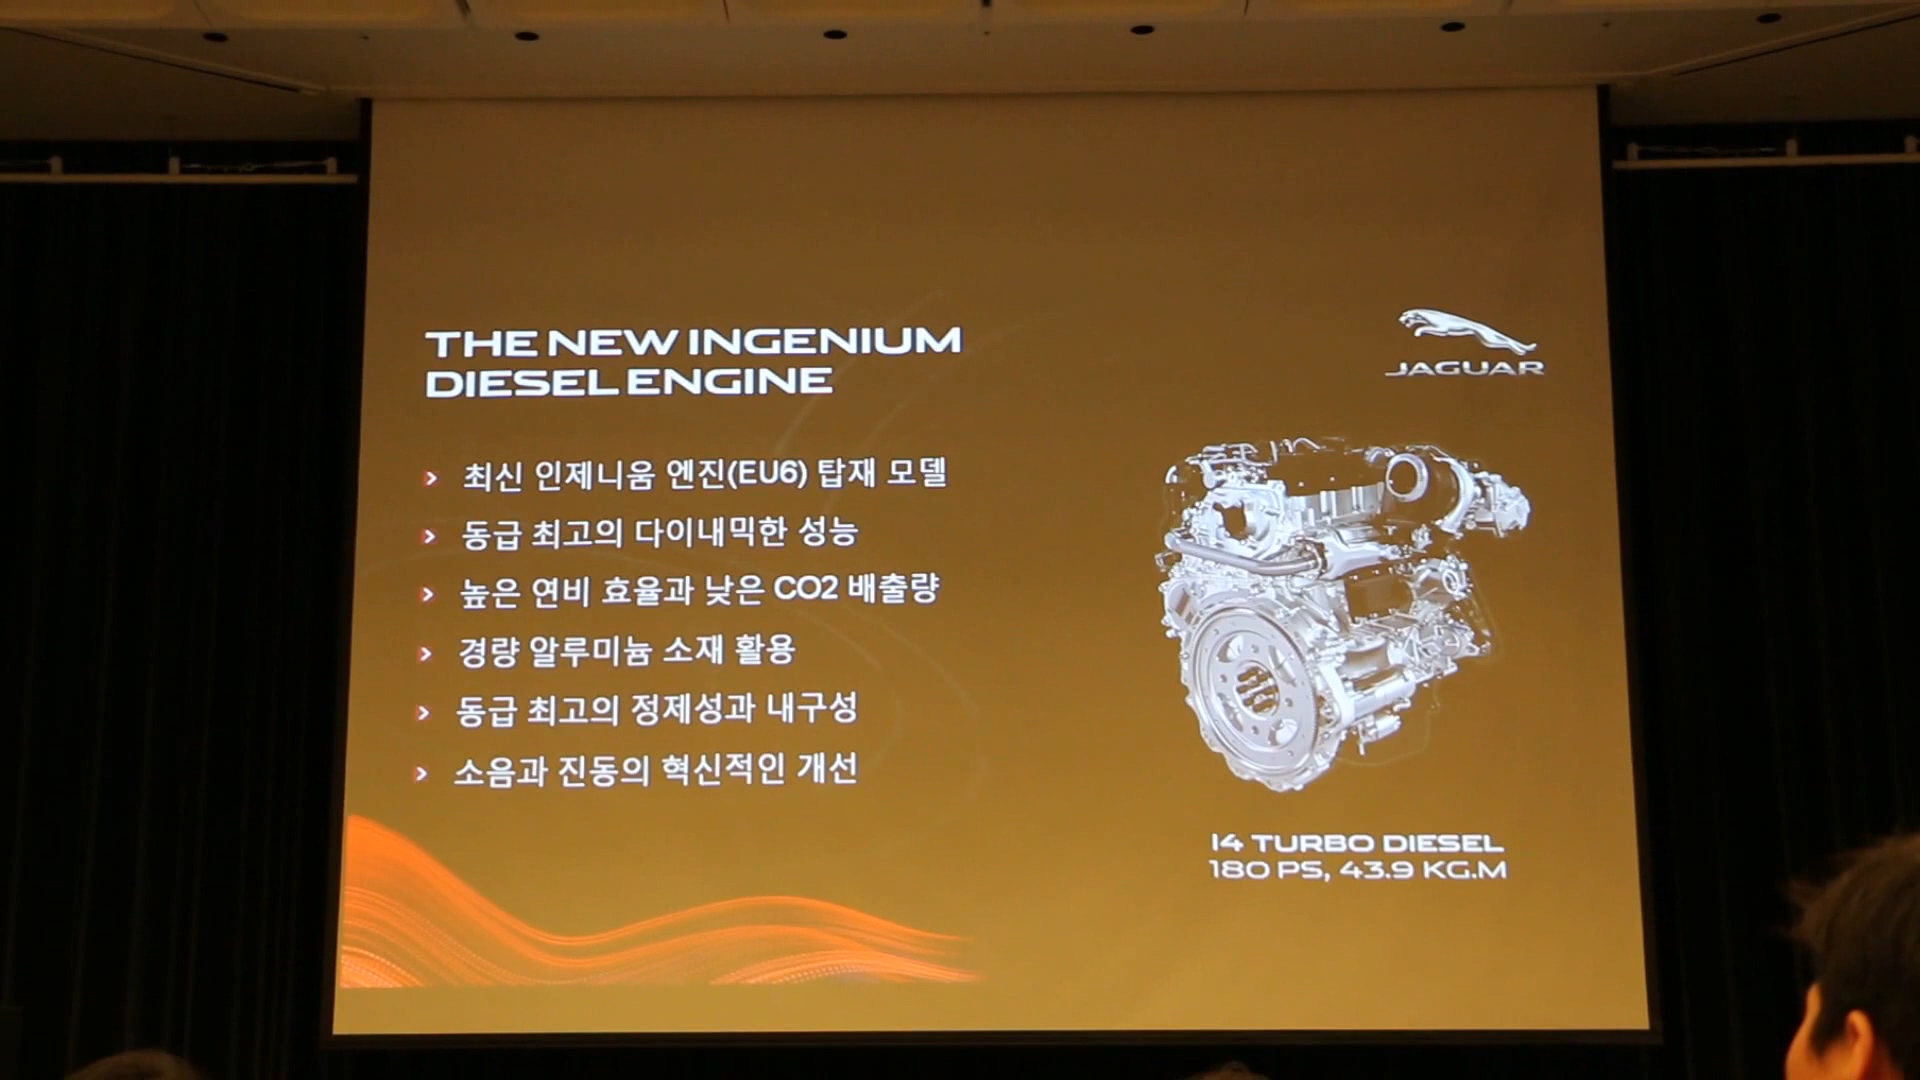 THE NEW INGENIUM
DIESEL ENGINE
JAGUAR
최신 인제니움 엔진(EU6) 탑재 모델
동급 최고의 다이내믹한 성능
높은 연비 효율과 낮은 CO2 배출량
경량 알루미늄 소재 활용
동급 최고의 정제성과 내구성
소음과 진동의 혁신적인 개선
I4 TURBO DIESEL
180 PS, 43.9 KG.M